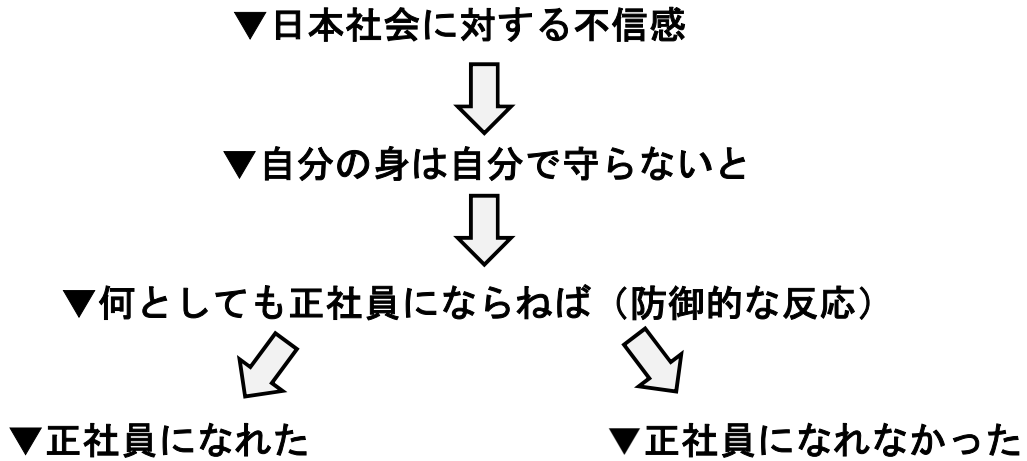 ▼日本社会に対する不信感
▼自分の身は自分で守らないと
▼何としても正社員にならねば（防御的な反応）
▼正社員になれた
▼正社員になれなかった